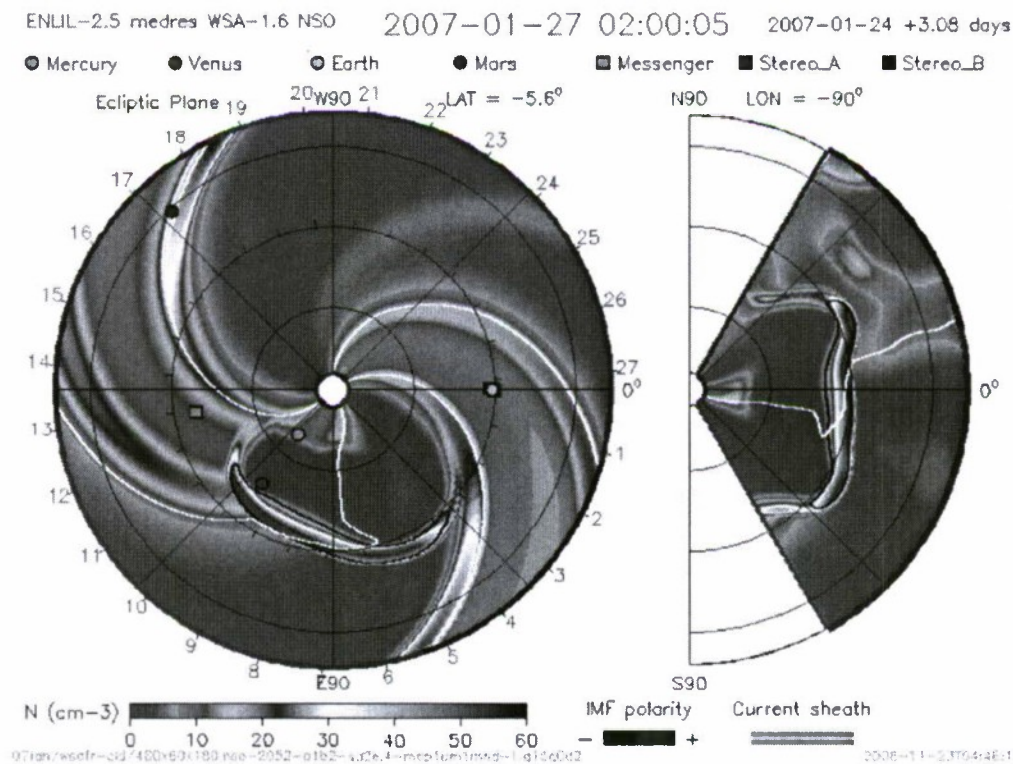 ENLIL-2.5 medres WSA-1.6 NSO 2007-01-27 02:00:05 2007-01-24 +3.08 days
Mercury Venus Earth Mars Messenger Stereo_A Stereo_B
Ecliptic Plane LAT = -5.6° N90 LON = -90°
W90
19 20 21 22
18 23
17 24
16 25
15 26
14 27
0° 0°
13
12 1
11 2
10 3
9 4
8 7 6 5
E90 S90
N (cm-3) IMF polarity Current sheath
- +
0 10 20 30 40 50 60